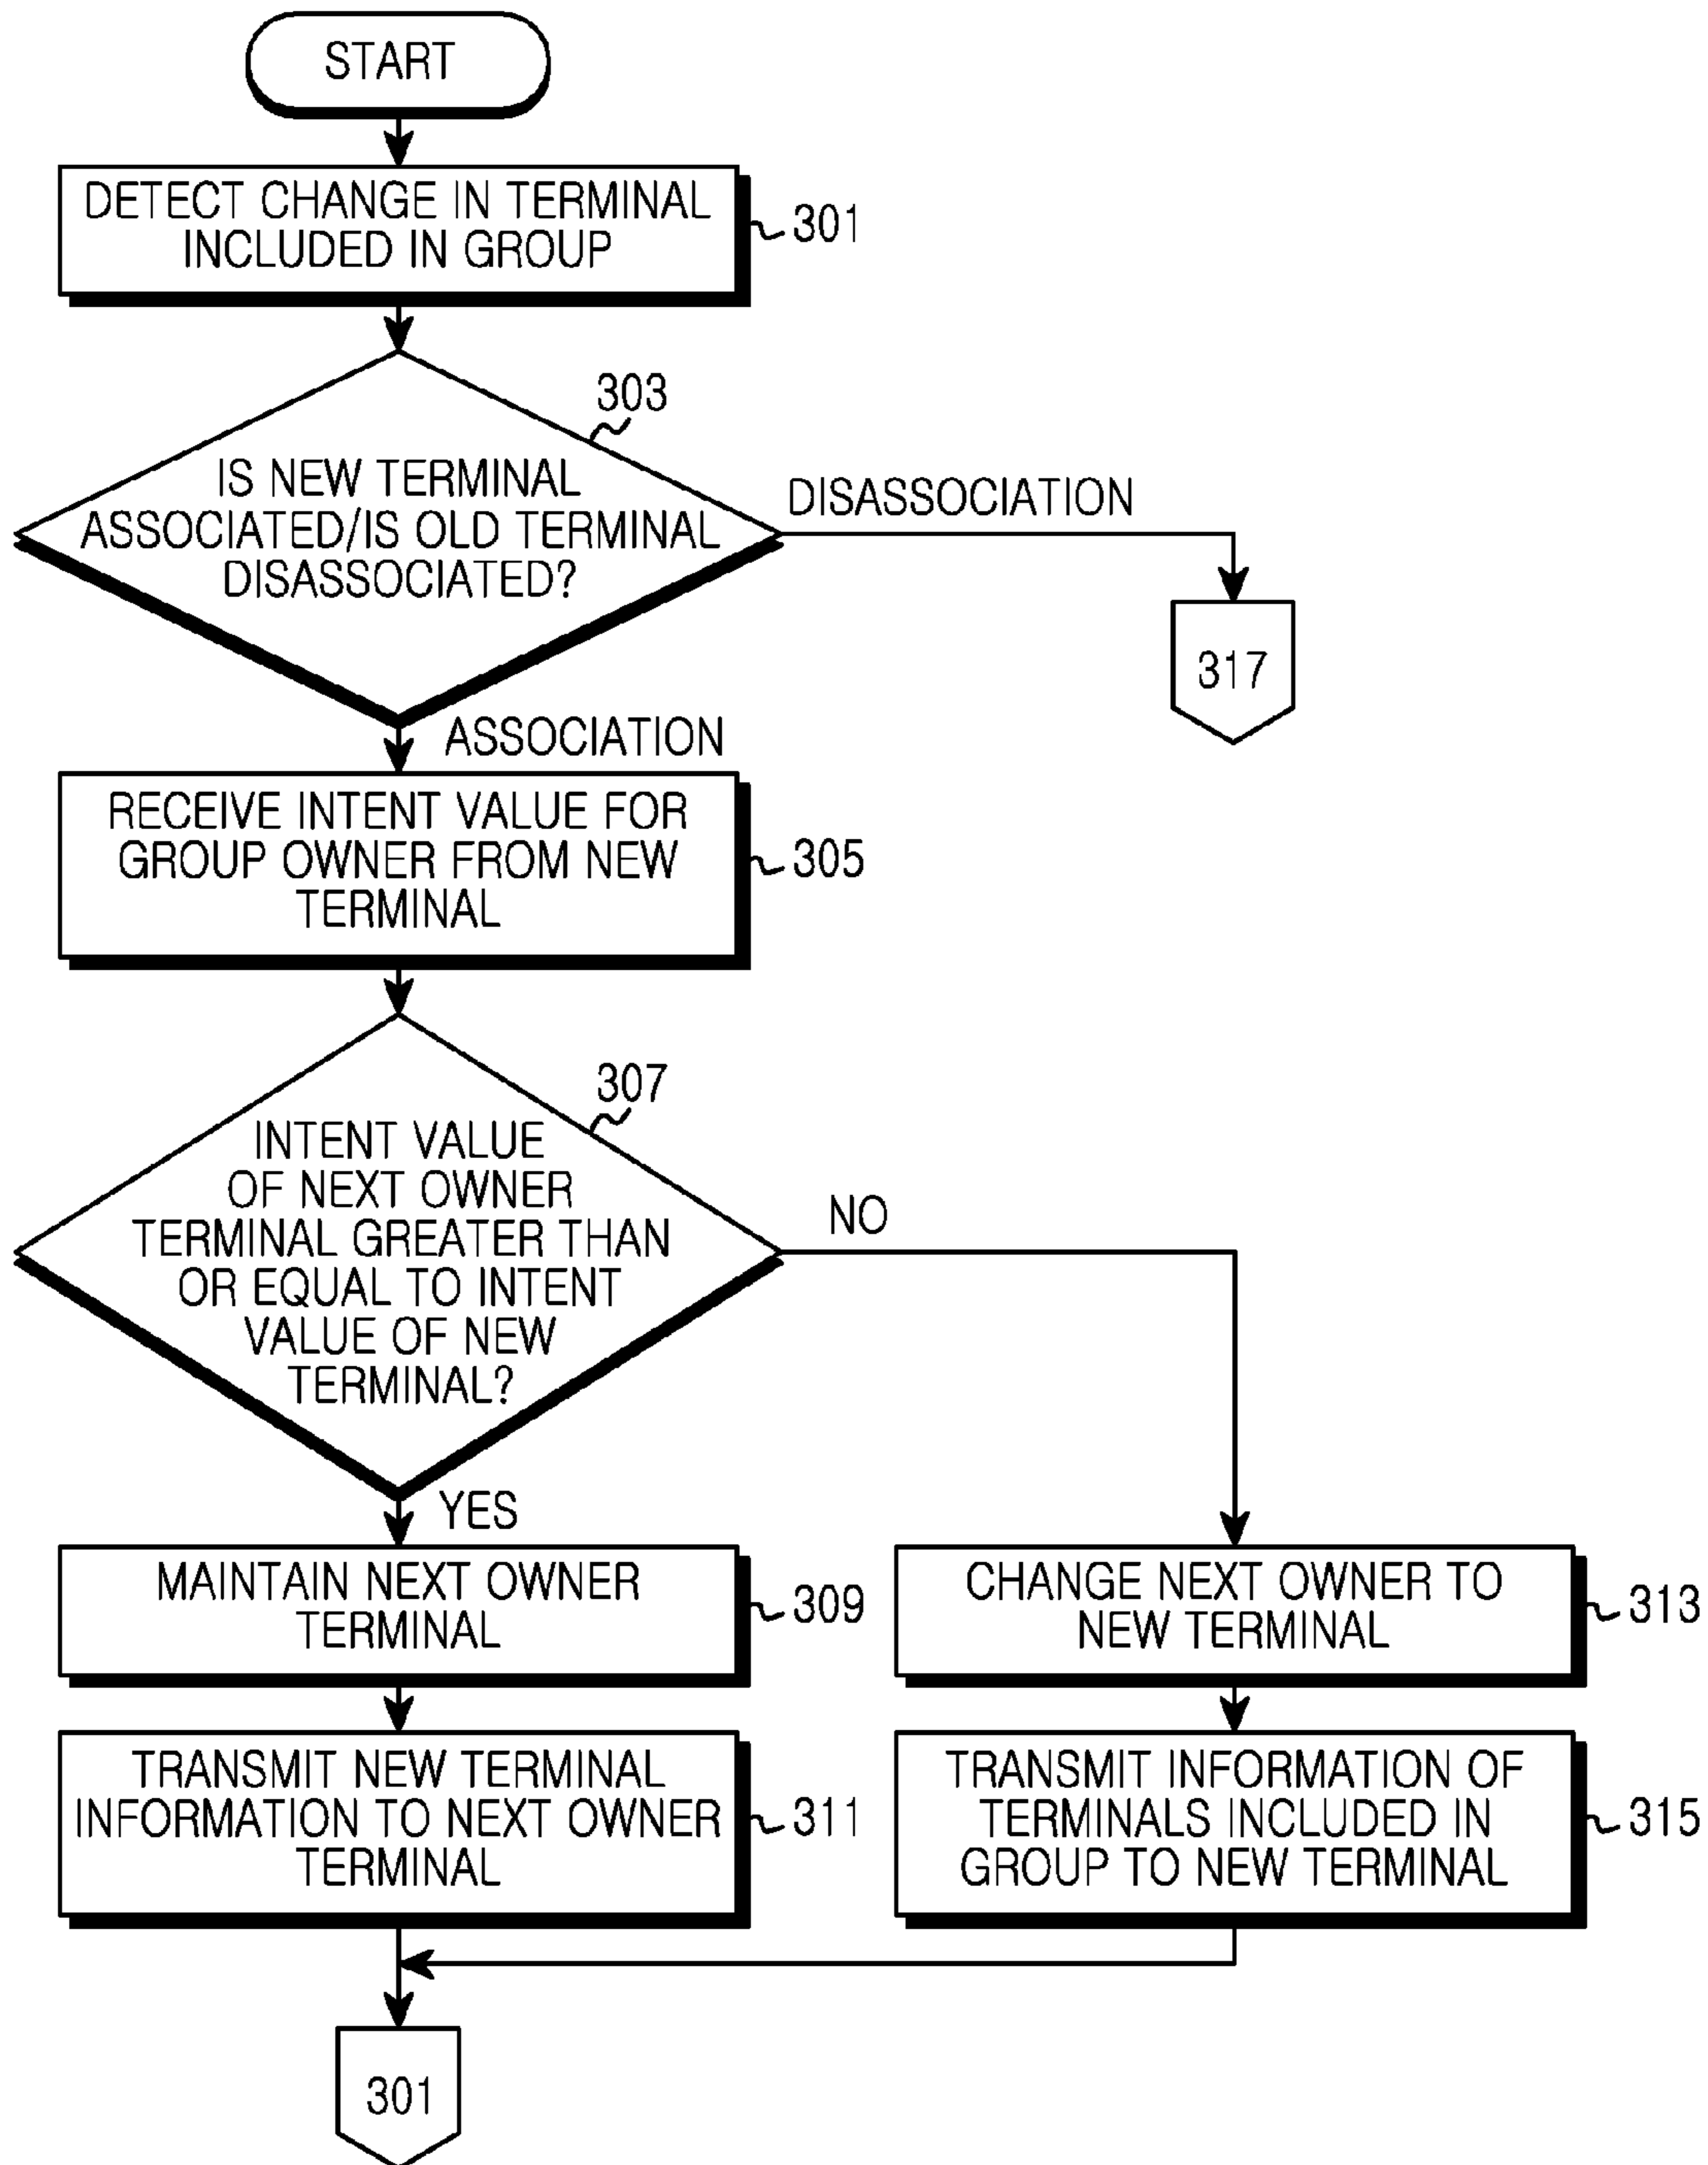 START
DETECT CHANGE IN TERMINAL
INCLUDED IN GROUP
301
303
IS NEW TERMINAL
ASSOCIATED/IS OLD TERMINAL
DISASSOCIATED?
DISASSOCIATION
317
ASSOCIATION
RECEIVE INTENT VALUE FOR
GROUP OWNER FROM NEW
TERMINAL
305
307
INTENT VALUE
OF NEXT OWNER
TERMINAL GREATER THAN
OR EQUAL TO INTENT
VALUE OF NEW
TERMINAL?
NO
YES
MAINTAIN NEXT OWNER
TERMINAL
309
CHANGE NEXT OWNER TO
NEW TERMINAL
313
TRANSMIT NEW TERMINAL
INFORMATION TO NEXT OWNER
TERMINAL
311
TRANSMIT INFORMATION OF
TERMINALS INCLUDED IN
GROUP TO NEW TERMINAL
315
301